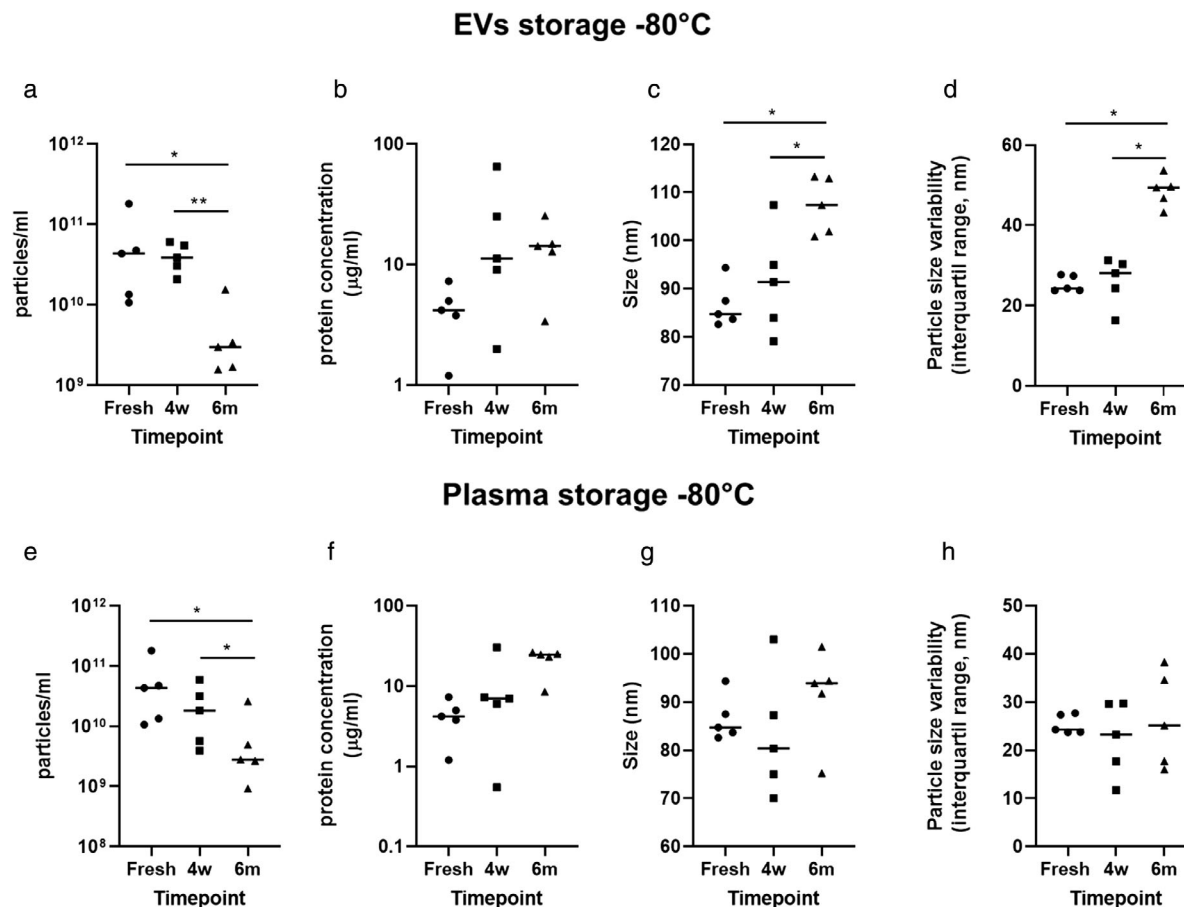 EVs storage -80°C
a
b
c
d
particles/ml
10¹²
10¹¹
10¹⁰
10⁹
*
**
Fresh 4w 6m
Timepoint
protein concentration
(µg/ml)
100
10
1
Fresh 4w 6m
Timepoint
Size (nm)
120
110
100
90
80
70
*
*
Fresh 4w 6m
Timepoint
Particle size variability
(interquartil range, nm)
60
40
20
0
*
*
Fresh 4w 6m
Timepoint
Plasma storage -80°C
e
f
g
h
particles/ml
10¹²
10¹¹
10¹⁰
10⁹
10⁸
*
*
Fresh 4w 6m
Timepoint
protein concentration
(µg/ml)
100
10
1
0.1
Fresh 4w 6m
Timepoint
Size (nm)
110
100
90
80
70
60
Fresh 4w 6m
Timepoint
Particle size variability
(interquartil range, nm)
50
40
30
20
10
0
Fresh 4w 6m
Timepoint